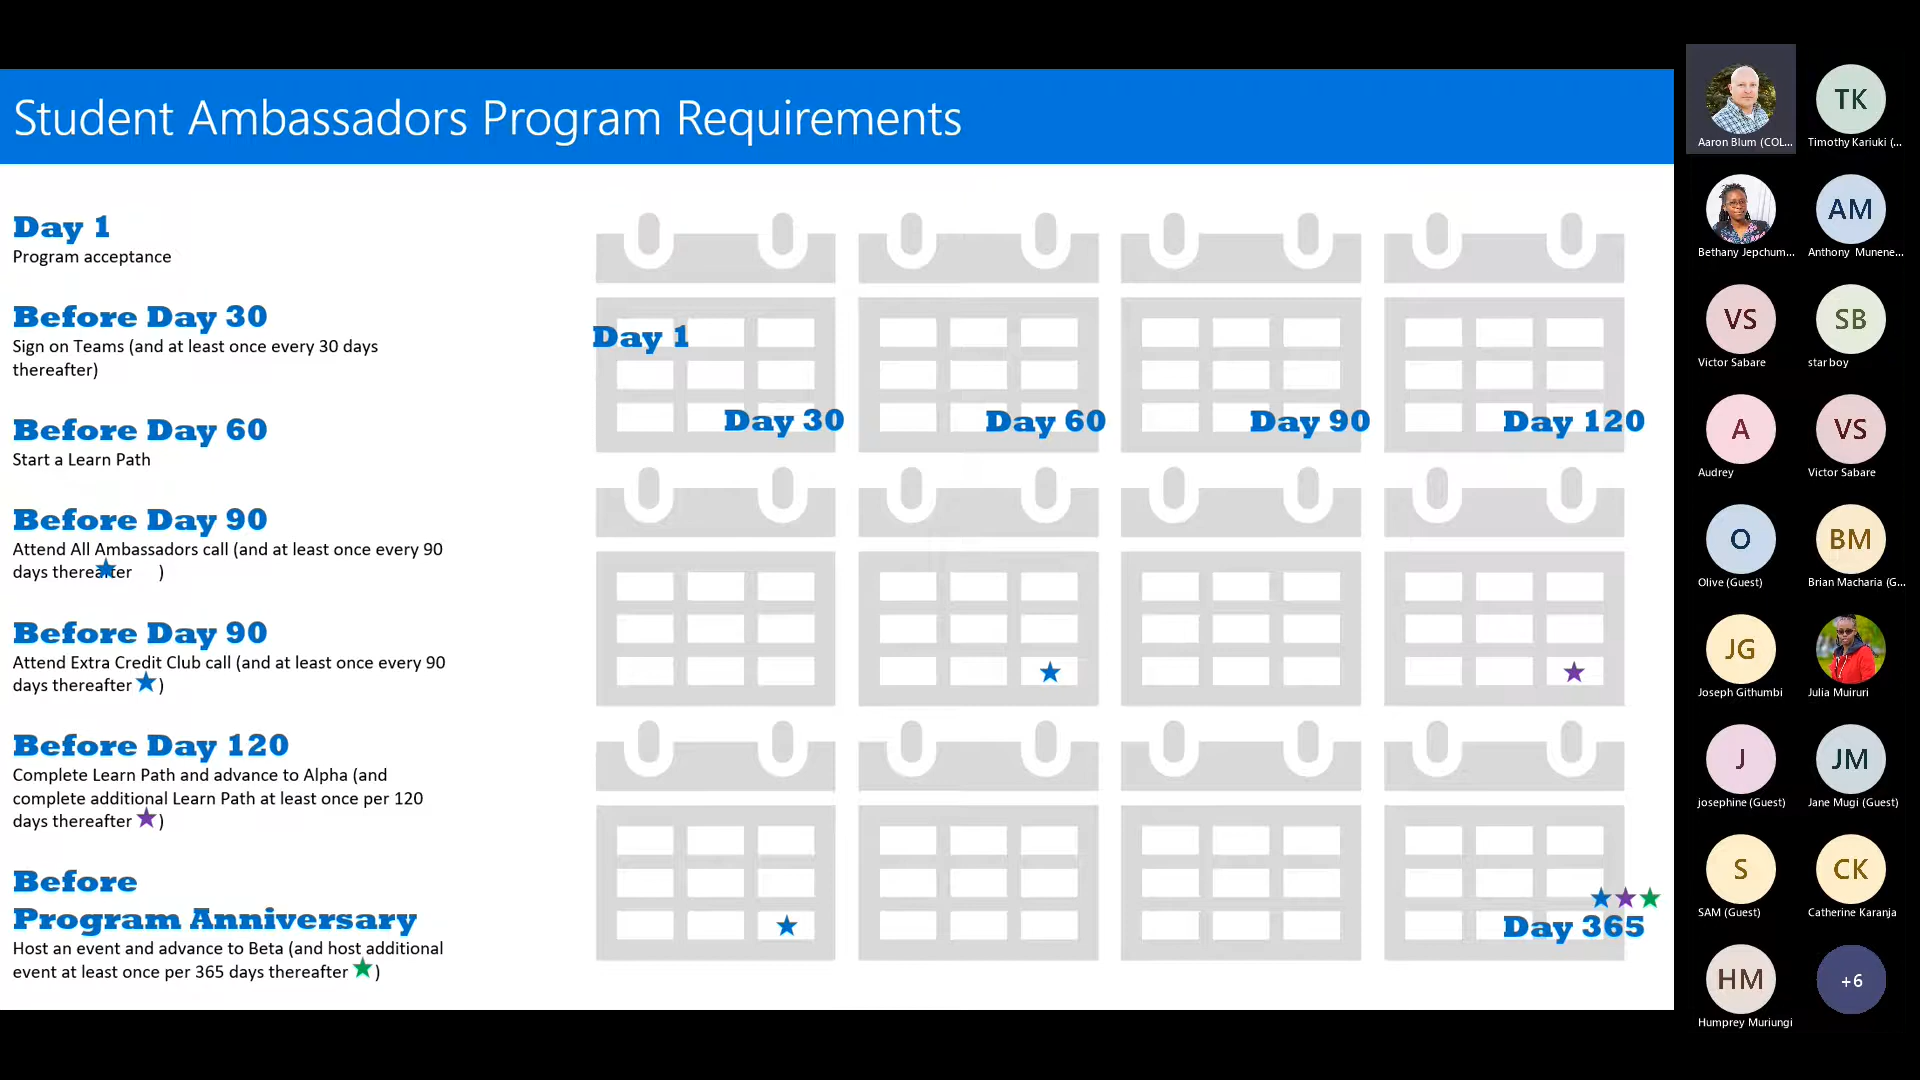 Student Ambassadors Program Requirements
Day 1
Program acceptance
Before Day 30
Sign on Teams (and at least once every 30 days
thereafter)
Before Day 60
Start a Learn Path
Before Day 90
Attend All Ambassadors call (and at least once every 90
days thereafter )
Before Day 90
Attend Extra Credit Club call (and at least once every 90
days thereafter )
Before Day 120
Complete Learn Path and advance to Alpha (and
complete additional Learn Path at least once per 120
days thereafter )
Before
Program Anniversary
Host an event and advance to Beta (and host additional
event at least once per 365 days thereafter )
Day 1
Day 30
Day 60
Day 90
Day 120
Day 365
Aaron Blum (COL...
TK
Timothy Kariuki (...
Bethany Jepchum...
AM
Anthony Munene...
VS
Victor Sabare
SB
star boy
A
Audrey
VS
Victor Sabare
O
Olive (Guest)
BM
Brian Macharia (G...
JG
Joseph Githumbi
Julia Muiruri
J
josephine (Guest)
JM
Jane Mugi (Guest)
S
SAM (Guest)
CK
Catherine Karanja
HM
Humprey Muriungi
+6